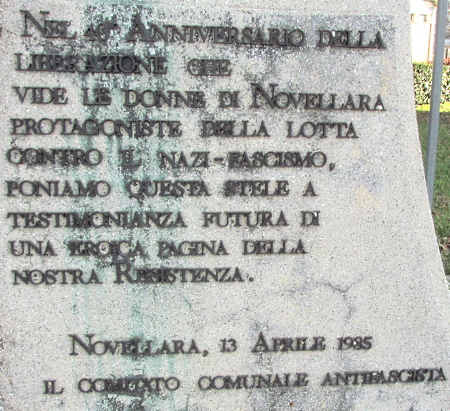 Nel 40° Anniversario della
liberazione che
vide le donne di Novellara
protagoniste della lotta
contro il nazi-fascismo,
poniamo questa stele a
testimonianza futura di
una eroica pagina della
nostra Resistenza.
Novellara, 13 Aprile 1985
il comitato comunale antifascista